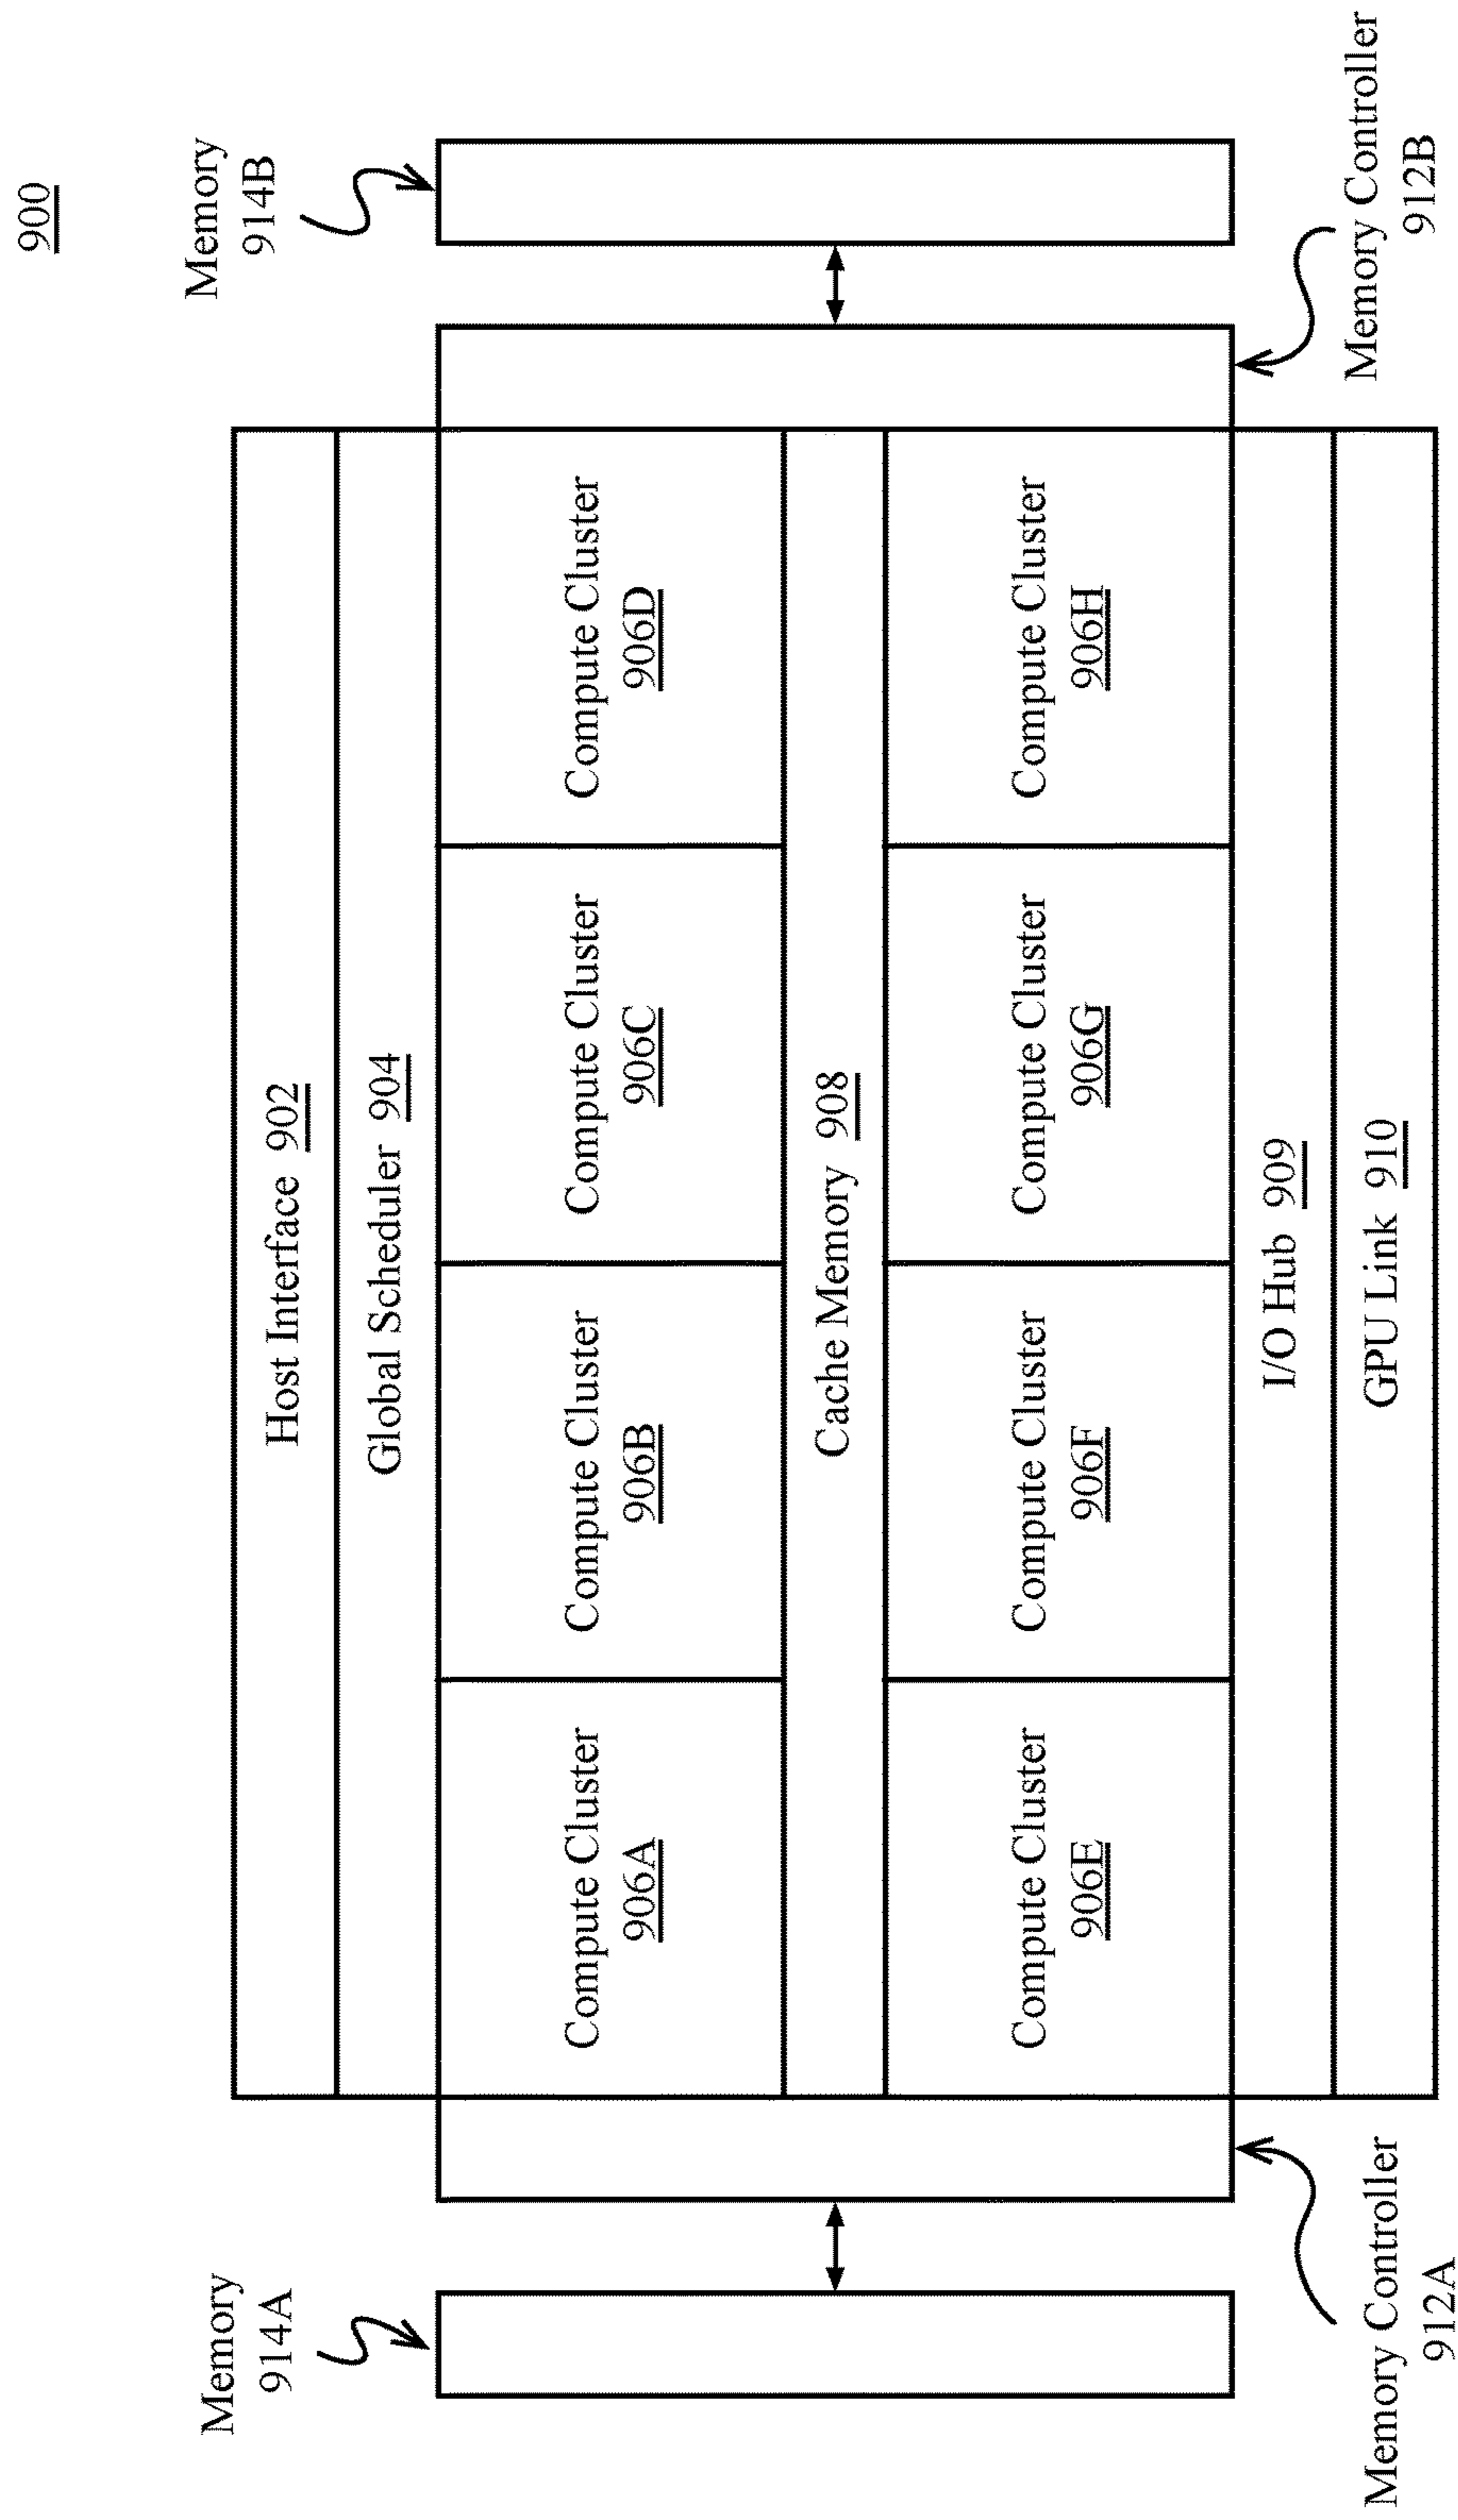 900
Memory
914A
Memory
914B
Host Interface 902
Global Scheduler 904
Compute Cluster
906A
Compute Cluster
906B
Compute Cluster
906C
Compute Cluster
906D
Cache Memory 908
Compute Cluster
906E
Compute Cluster
906F
Compute Cluster
906G
Compute Cluster
906H
I/O Hub 909
GPU Link 910
Memory Controller
912A
Memory Controller
912B